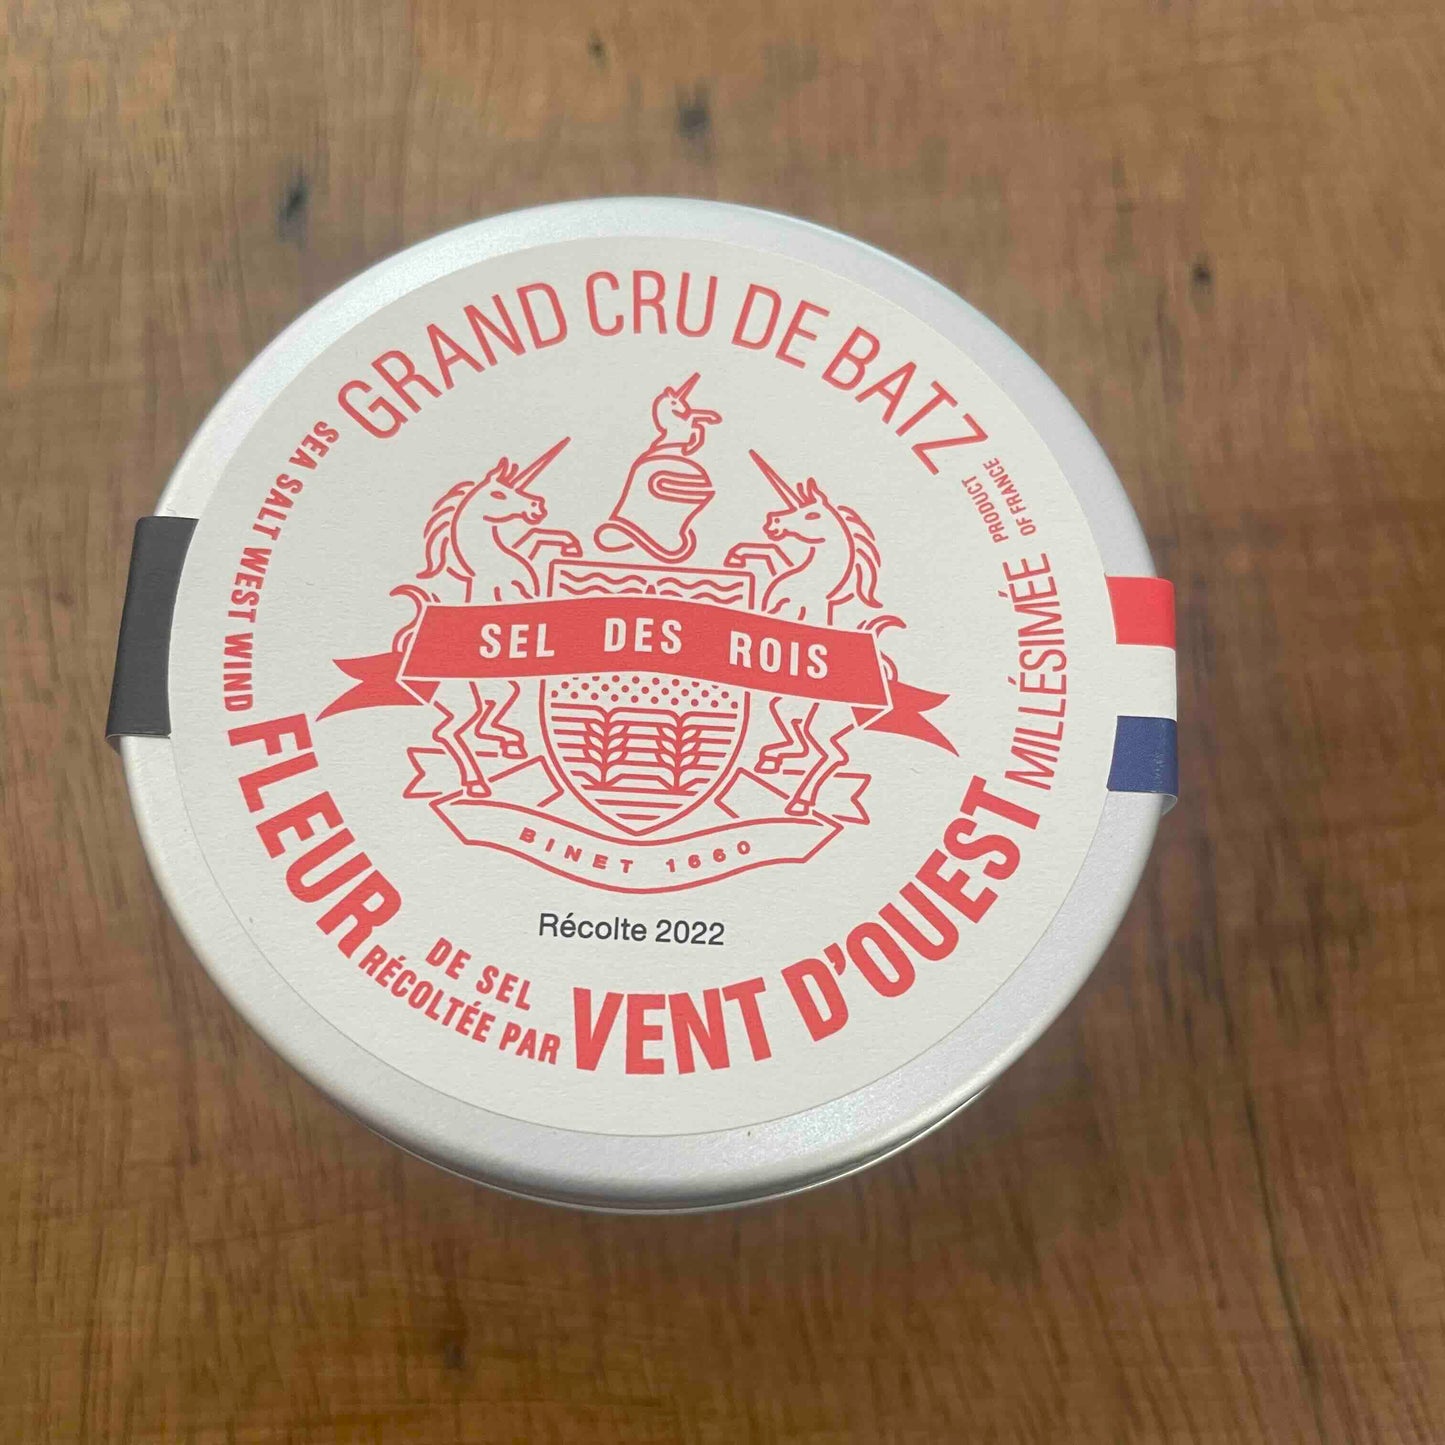 GRAND CRU DE BATZ
PRODUCT
OF FRANCE
MILLÉSIMÉE
SEA SALT WEST WIND
FLEUR
DE SEL
RÉCOLTÉE PAR
VENT D'OUEST
SEL DES ROIS
BINET 1660
Récolte 2022